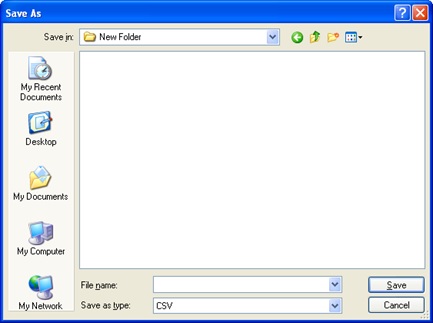 Save As
Save in: New Folder
My Recent
Documents
Desktop
My Documents
My Computer
My Network
File name:
Save
Save as type: CSV
Cancel